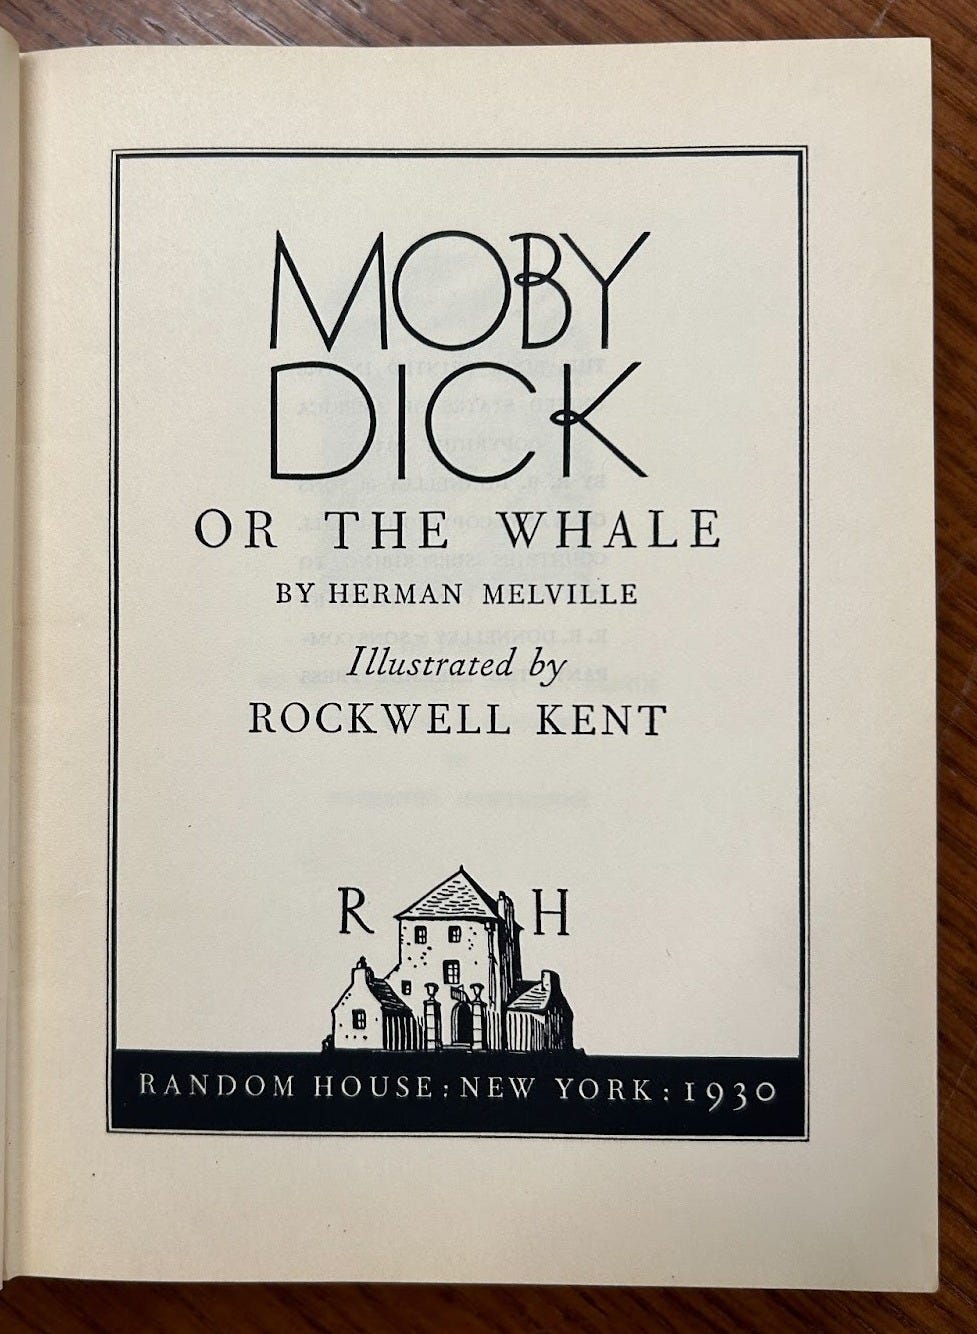 MOBY
DICK
OR THE WHALE
BY HERMAN MELVILLE
Illustrated by
ROCKWELL KENT
R H
RANDOM HOUSE : NEW YORK : 1930